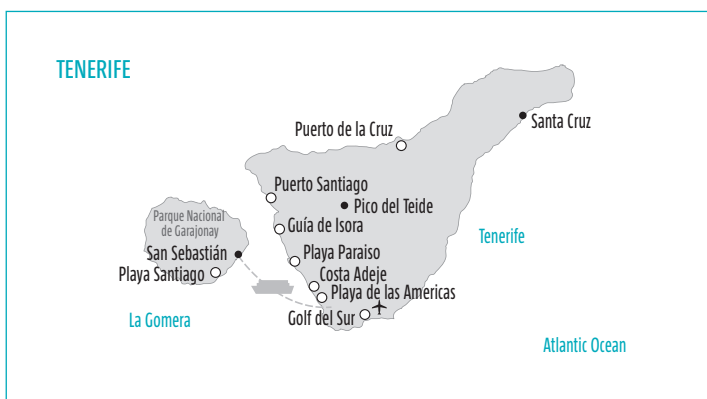 TENERIFE
Santa Cruz
Puerto de la Cruz
Puerto Santiago
Pico del Teide
Parque Nacional
de Garajonay
Guía de Isora
Tenerife
San Sebastián
Playa Paraiso
Playa Santiago
Costa Adeje
Playa de las Americas
La Gomera
Golf del Sur
Atlantic Ocean